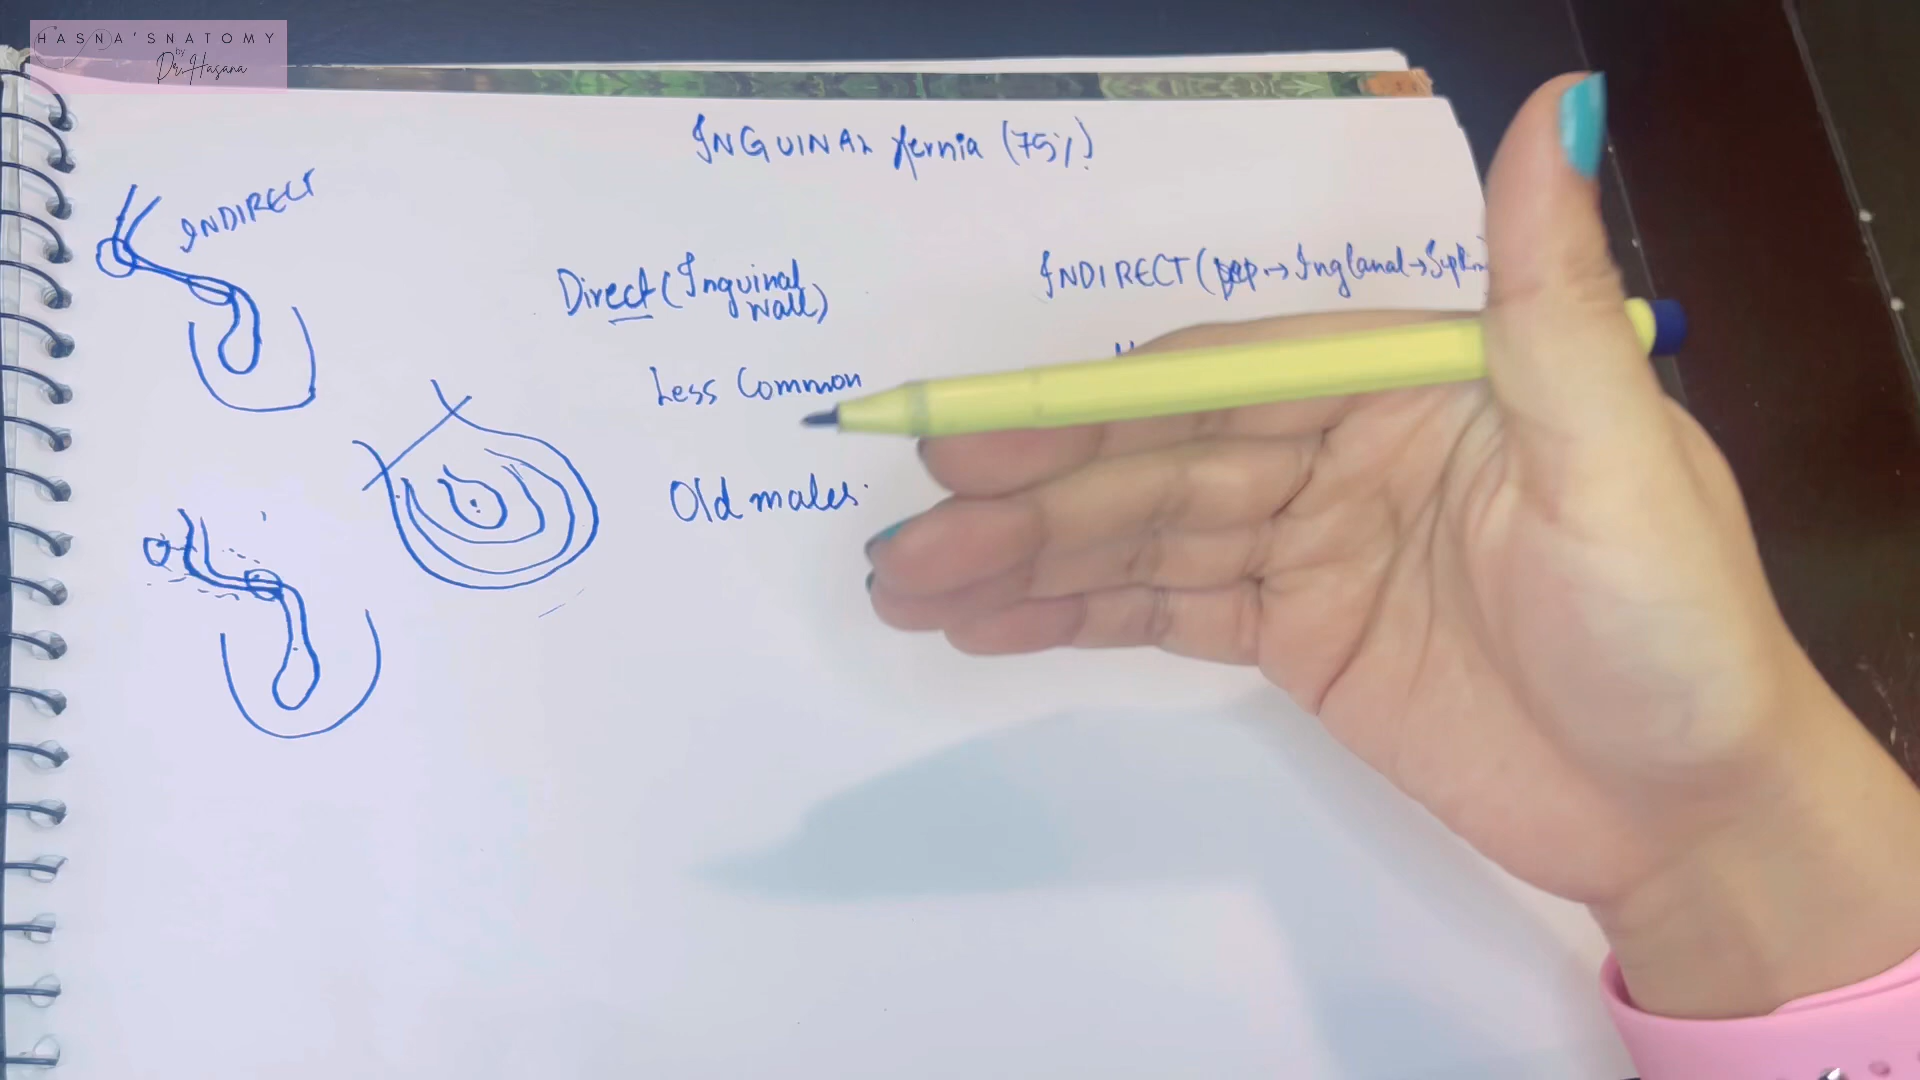 HASNA'SNATOMY
by
Dr.Hasana
INGUINAL Hernia (75%)
INDIRECT
Direct (Inguinal
wall)
INDIRECT (Dep. → Ing Canal →
Less Common
Old males.